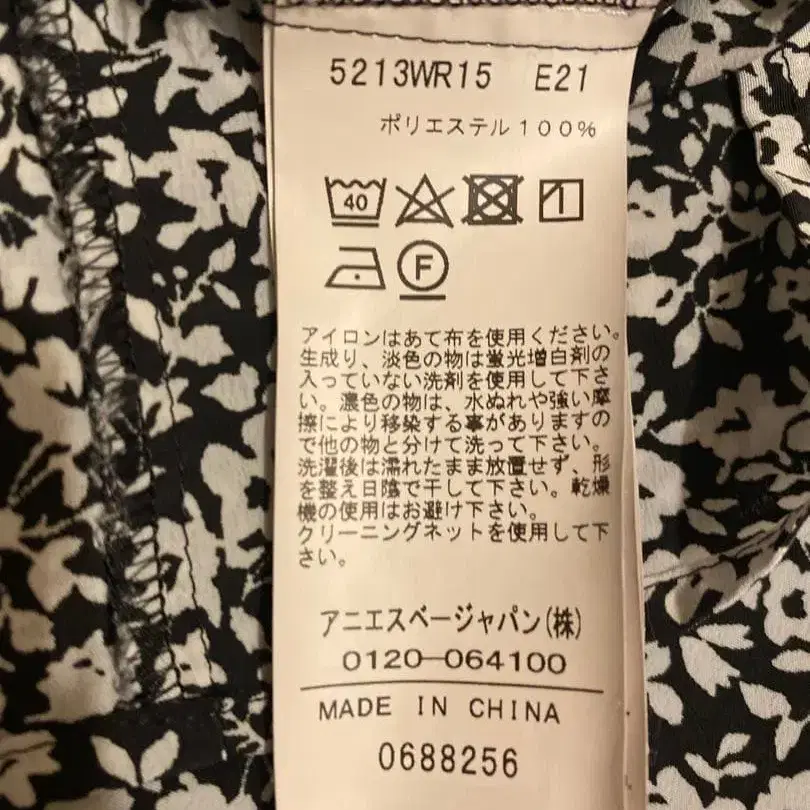 5213WR15 E21
ポリエステル100%
40
F
アイロンはあて布を使用ください。
生成り、淡色の物は蛍光増白剤の
入っていない洗剤を使用して下さ
い。濃色の物は、水ぬれや強い摩
擦により移染する事がありますの
で他の物と分けて洗って下さい。
洗濯後は濡れたまま放置せず、形
を整え日陰で干して下さい。乾燥
機の使用はお避け下さい。
クリーニングネットを使用して下
さい。
アニエスベージャパン(株)
0120-064100
MADE IN CHINA
0688256